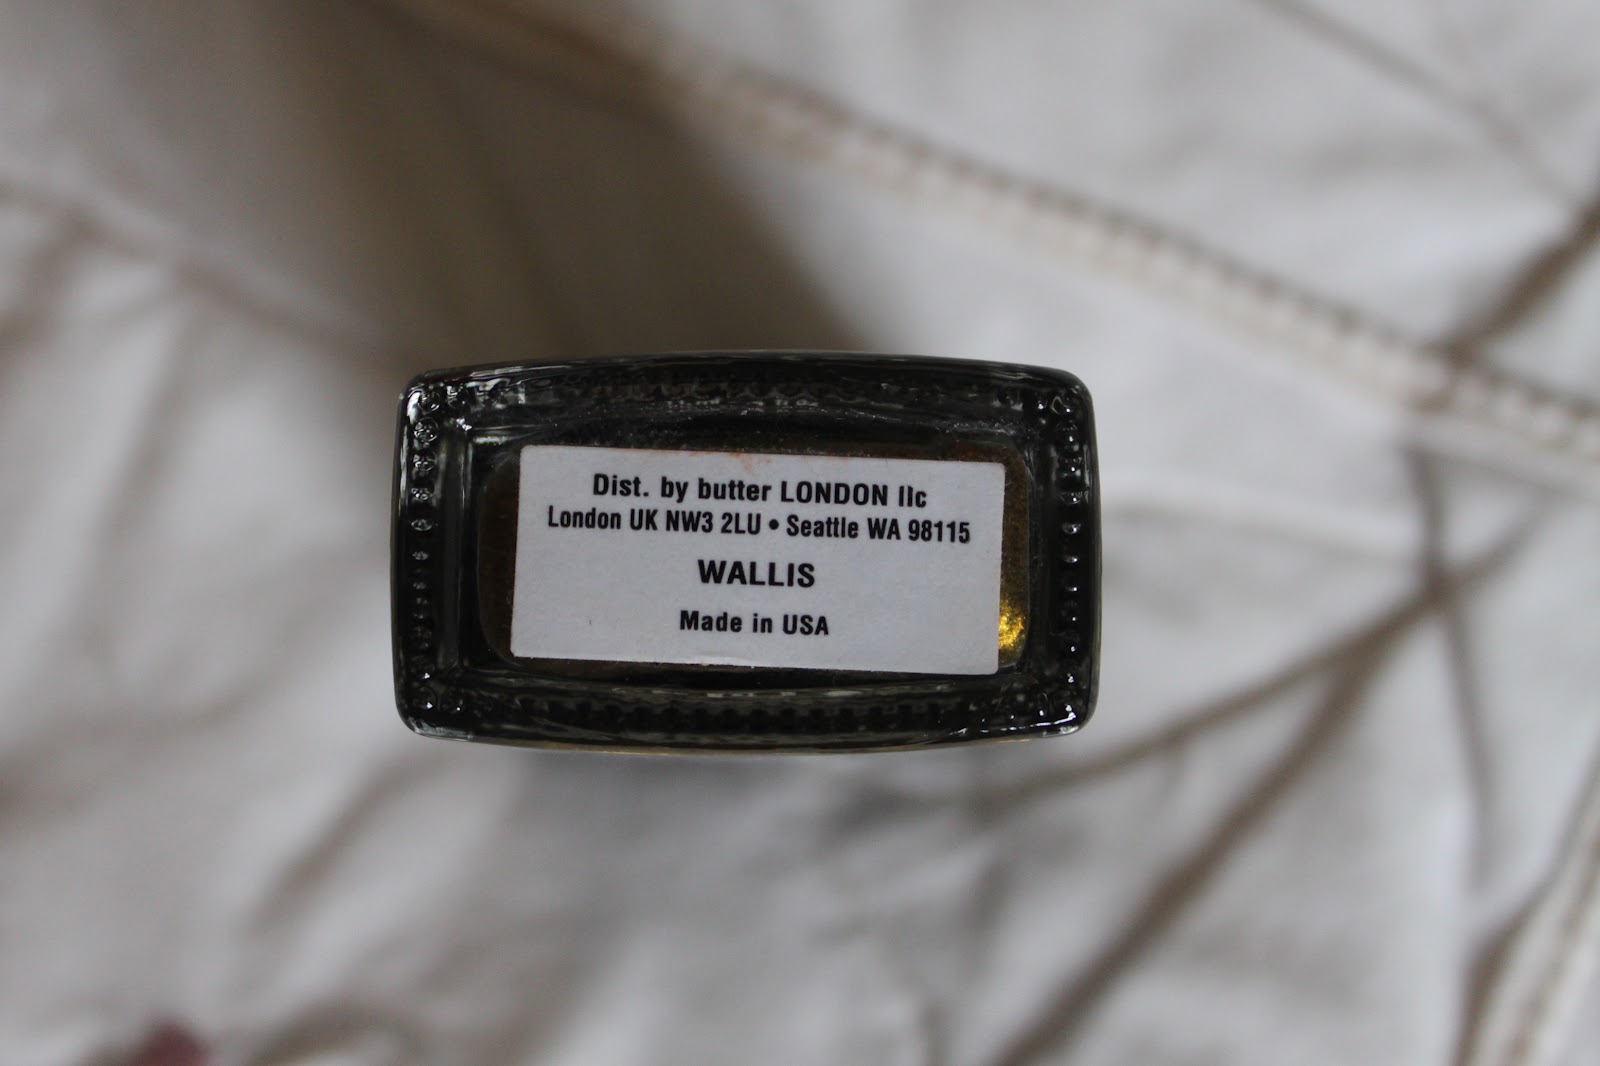 Dist. by butter LONDON llc
London UK NW3 2LU • Seattle WA 98115
WALLIS
Made in USA